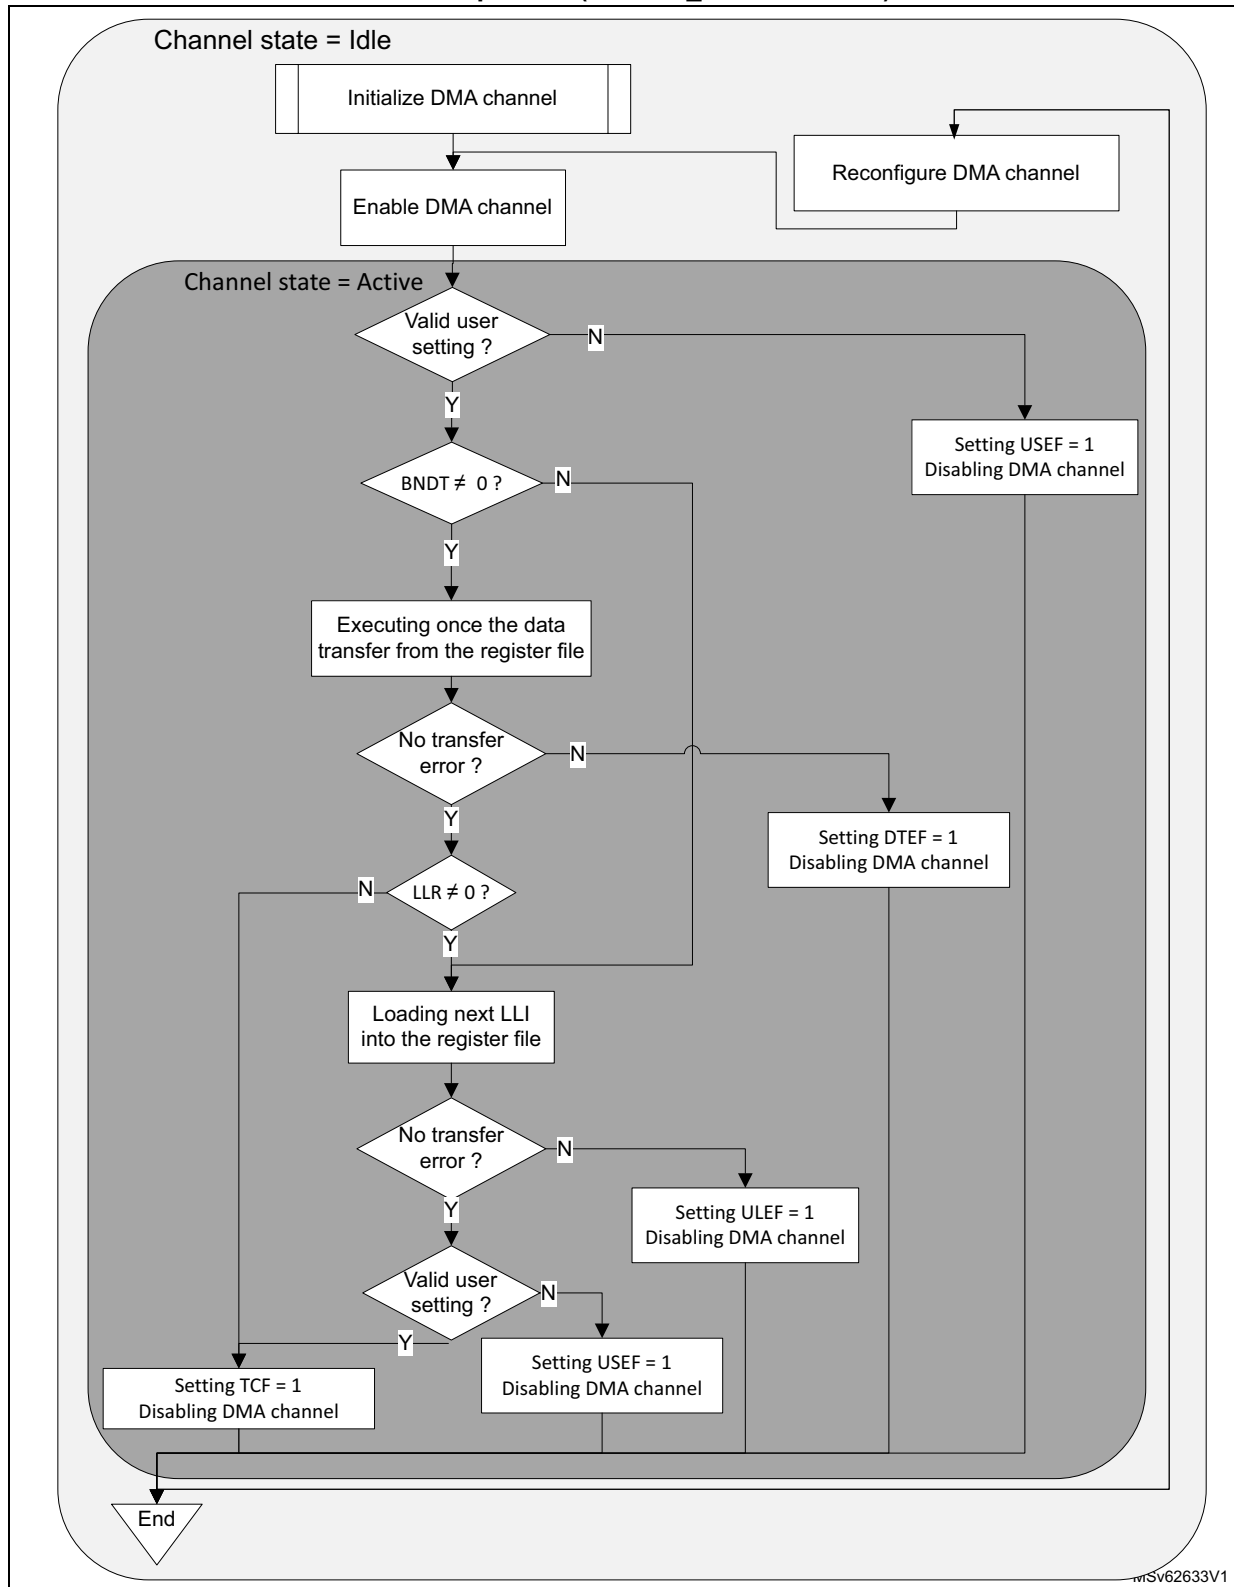 Channel state = Idle
Initialize DMA channel
Reconfigure DMA channel
Enable DMA channel
Channel state = Active
Valid user
setting ?
N
Y
Setting USEF = 1
Disabling DMA channel
BNDT ≠ 0 ?
N
Y
Executing once the data
transfer from the register file
No transfer
error ?
N
Y
Setting DTEF = 1
Disabling DMA channel
LLR ≠ 0 ?
N
Y
Loading next LLI
into the register file
No transfer
error ?
N
Y
Setting ULEF = 1
Disabling DMA channel
Valid user
setting ?
N
Y
Setting USEF = 1
Disabling DMA channel
Setting TCF = 1
Disabling DMA channel
End
MSv62633V1